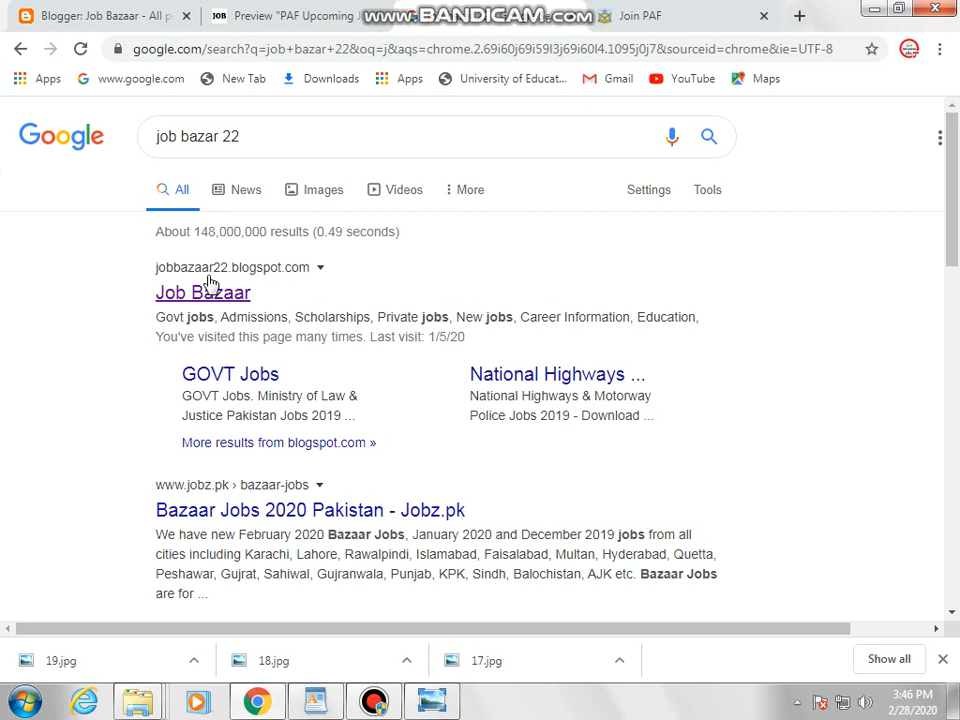 Blogger: Job Bazaar - All p
JOB Preview "PAF Upcoming J
www.BANDICAM.com
Join PAF
google.com/search?q=job+bazar+22&oq=j&aqs=chrome.2.69i60j69i59l3j69i60l4.1095j0j7&sourceid=chrome&ie=UTF-8
Apps www.google.com New Tab Downloads Apps University of Educat... Gmail YouTube Maps
Google job bazar 22
All News Images Videos More Settings Tools
About 148,000,000 results (0.49 seconds)
jobbazaar22.blogspot.com
Job Bazaar
Govt jobs, Admissions, Scholarships, Private jobs, New jobs, Career Information, Education,
You've visited this page many times. Last visit: 1/5/20
GOVT Jobs
GOVT Jobs. Ministry of Law &
Justice Pakistan Jobs 2019 ...
National Highways ...
National Highways & Motorway
Police Jobs 2019 - Download ...
More results from blogspot.com »
www.jobz.pk › bazaar-jobs
Bazaar Jobs 2020 Pakistan - Jobz.pk
We have new February 2020 Bazaar Jobs, January 2020 and December 2019 jobs from all
cities including Karachi, Lahore, Rawalpindi, Islamabad, Faisalabad, Multan, Hyderabad, Quetta,
Peshawar, Gujrat, Sahiwal, Gujranwala, Punjab, KPK, Sindh, Balochistan, AJK etc. Bazaar Jobs
are for ...
19.jpg 18.jpg 17.jpg Show all
3:46 PM
2/28/2020